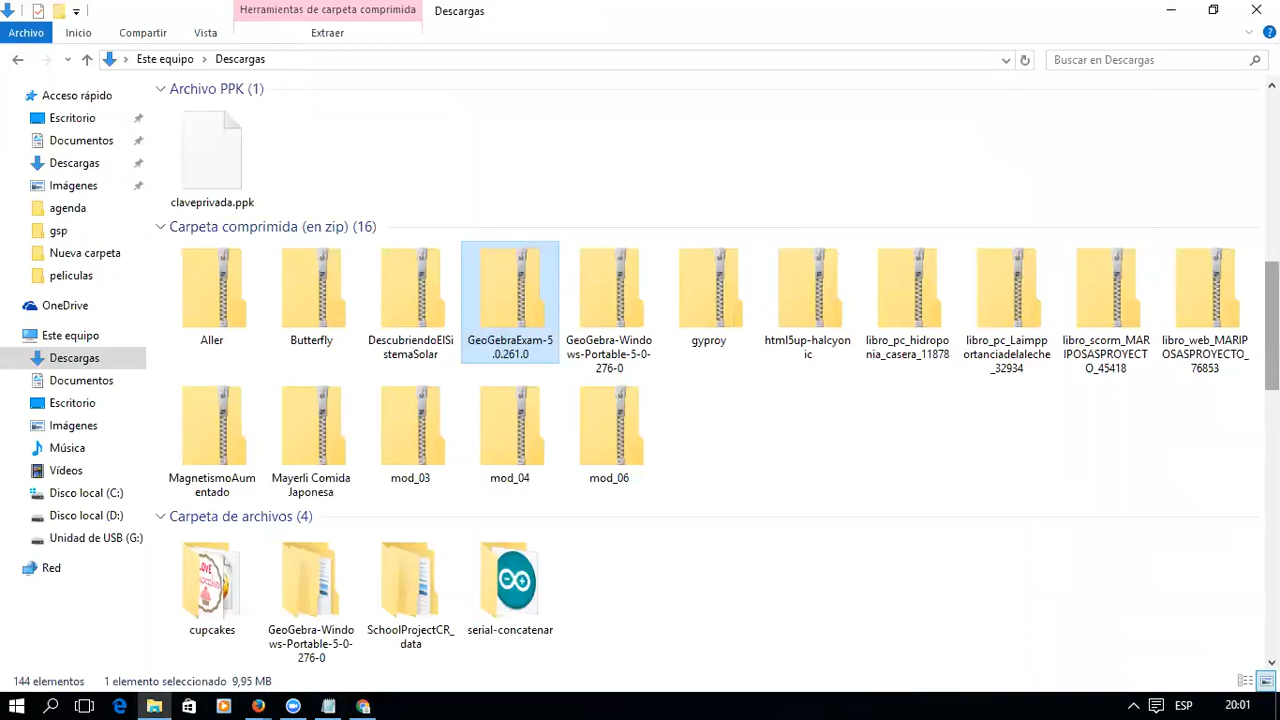 Herramientas de carpeta comprimida
Descargas
Archivo
Inicio
Compartir
Vista
Extraer
Este equipo
Descargas
Buscar en Descargas
Acceso rápido
Escritorio
Documentos
Descargas
Imágenes
agenda
gsp
Nueva carpeta
peliculas
OneDrive
Este equipo
Descargas
Documentos
Escritorio
Imágenes
Música
Vídeos
Disco local (C:)
Disco local (D:)
Unidad de USB (G:)
Red
Archivo PPK (1)
claveprivada.ppk
Carpeta comprimida (en zip) (16)
Aller
Butterfly
DescubriendoElSi
stemaSolar
GeoGebraExam-5
.0.261.0
GeoGebra-Windo
ws-Portable-5-0-
276-0
gyproy
html5up-halcyon
ic
libro_pc_hidropo
nia_casera_11878
libro_pc_Laimpp
ortanciadelaleche
_32934
libro_scorm_MAR
IPOSASPROYECT
O_45418
libro_web_MARIP
OSASPROYECTO_
76853
MagnetismoAum
entado
Mayerli Comida
Japonesa
mod_03
mod_04
mod_06
Carpeta de archivos (4)
cupcakes
GeoGebra-Windo
ws-Portable-5-0-
276-0
SchoolProjectCR_
data
serial-concatenar
144 elementos
1 elemento seleccionado 9,95 MB
ESP
20:01